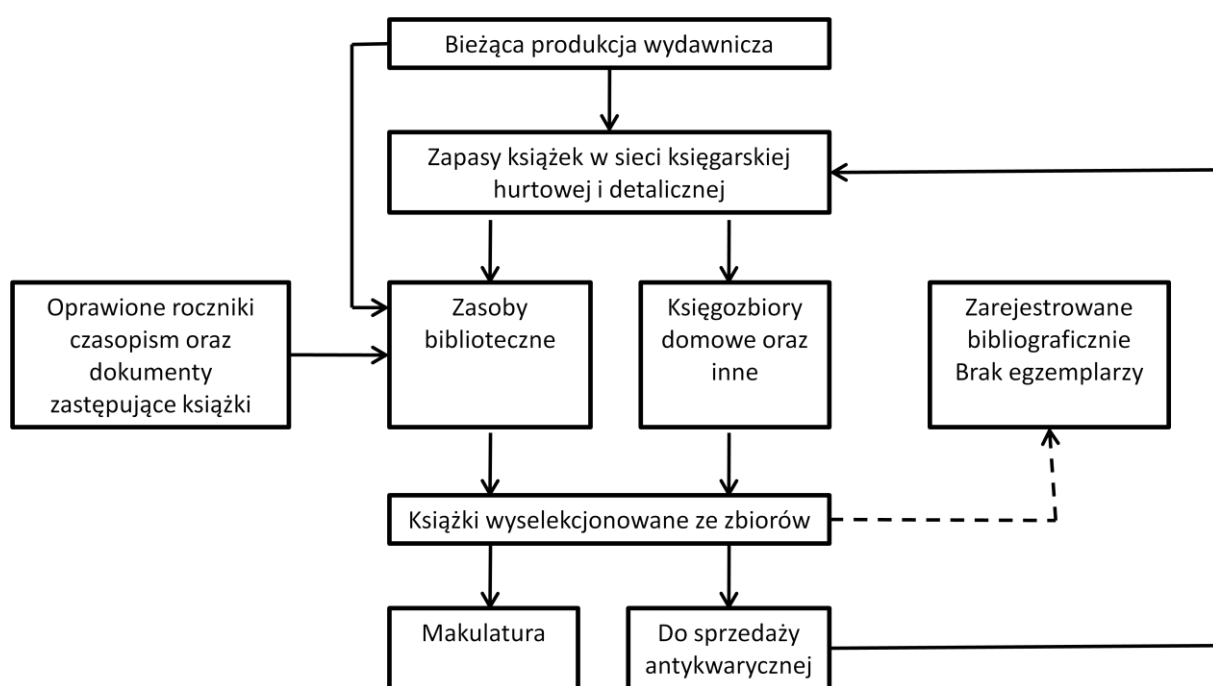 Bieżąca produkcja wydawnicza
Zapasy książek w sieci księgarskiej
hurtowej i detalicznej
Oprawione roczniki
czasopism oraz
dokumenty
zastępujące książki
Zasoby
biblioteczne
Księgozbiory
domowe oraz
inne
Zarejestrowane
bibliograficznie
Brak egzemplarzy
Książki wyselekcjonowane ze zbiorów
Makulatura
Do sprzedaży
antykwarycznej